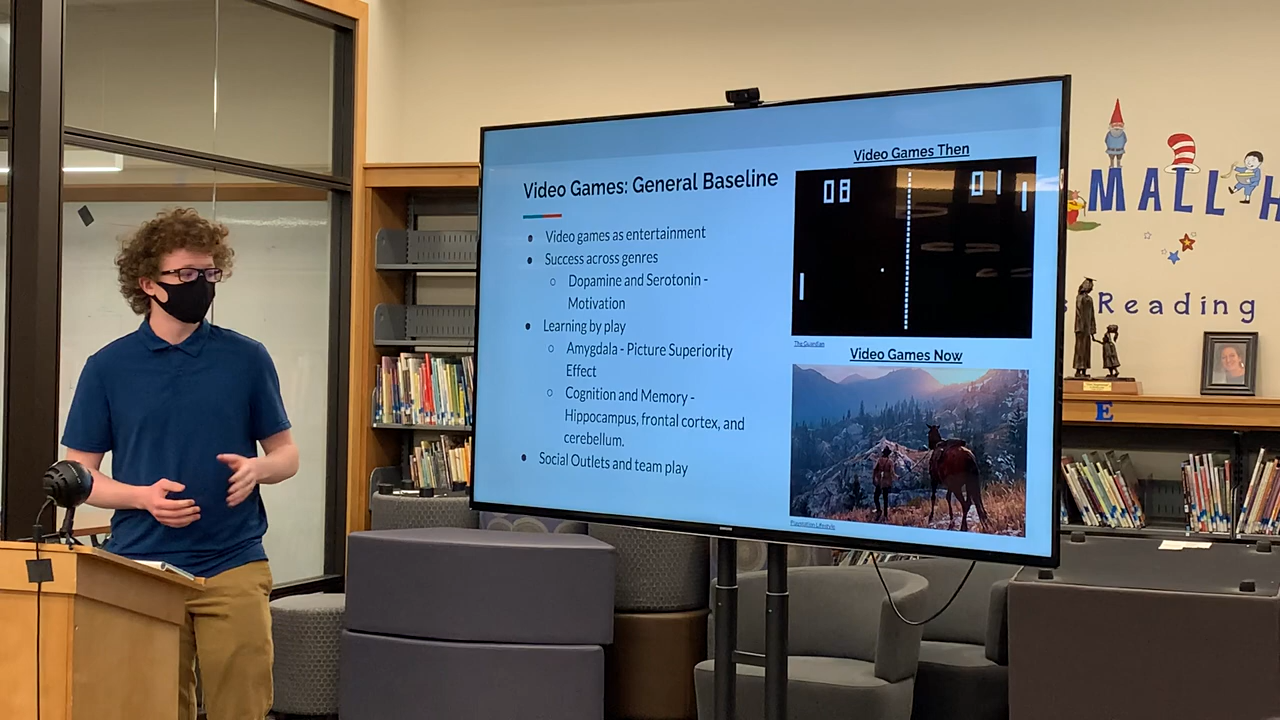 Video Games: General Baseline
● Video games as entertainment
● Success across genres
○ Dopamine and Serotonin -
Motivation
● Learning by play
○ Amygdala - Picture Superiority
Effect
○ Cognition and Memory -
Hippocampus, frontal cortex, and
cerebellum.
● Social Outlets and team play
Video Games Then
08 01
The Guardian
Video Games Now
Playstation Lifestyle
SAMSUNG
MALL H
s Reading
E